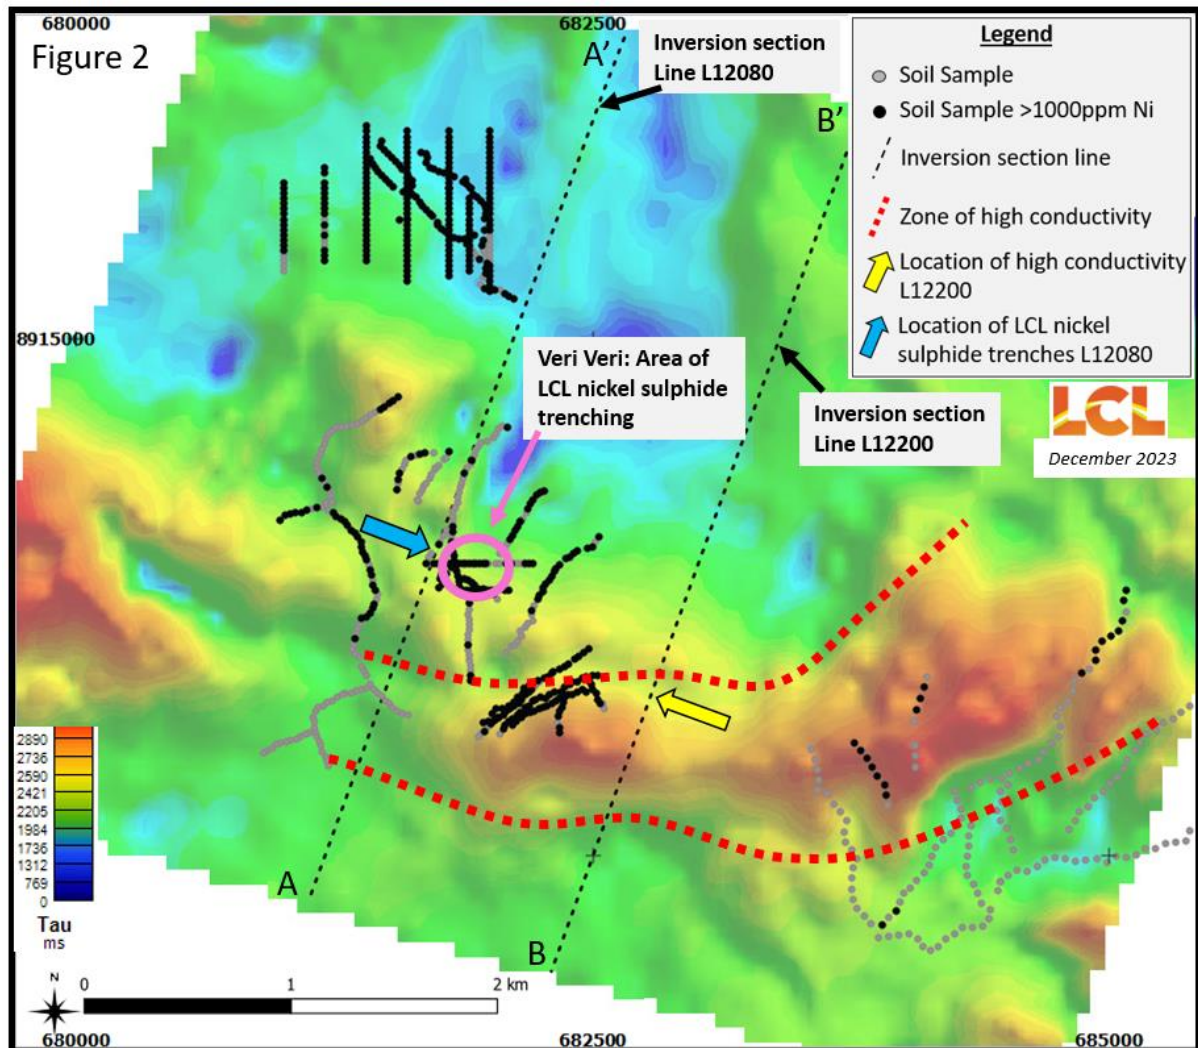 680000
682500
Figure 2
A'
Inversion section
Line L12080
B'
Legend
Soil Sample
Soil Sample >1000ppm Ni
Inversion section line
Zone of high conductivity
Location of high conductivity
L12200
Location of LCL nickel
sulphide trenches L12080
8915000
Veri Veri: Area of
LCL nickel sulphide
trenching
Inversion section
Line L12200
LCL
December 2023
2890
2736
2590
2421
2205
1984
1736
1312
769
0
Tau
ms
A
B
N
0
1
2 km
680000
682500
685000